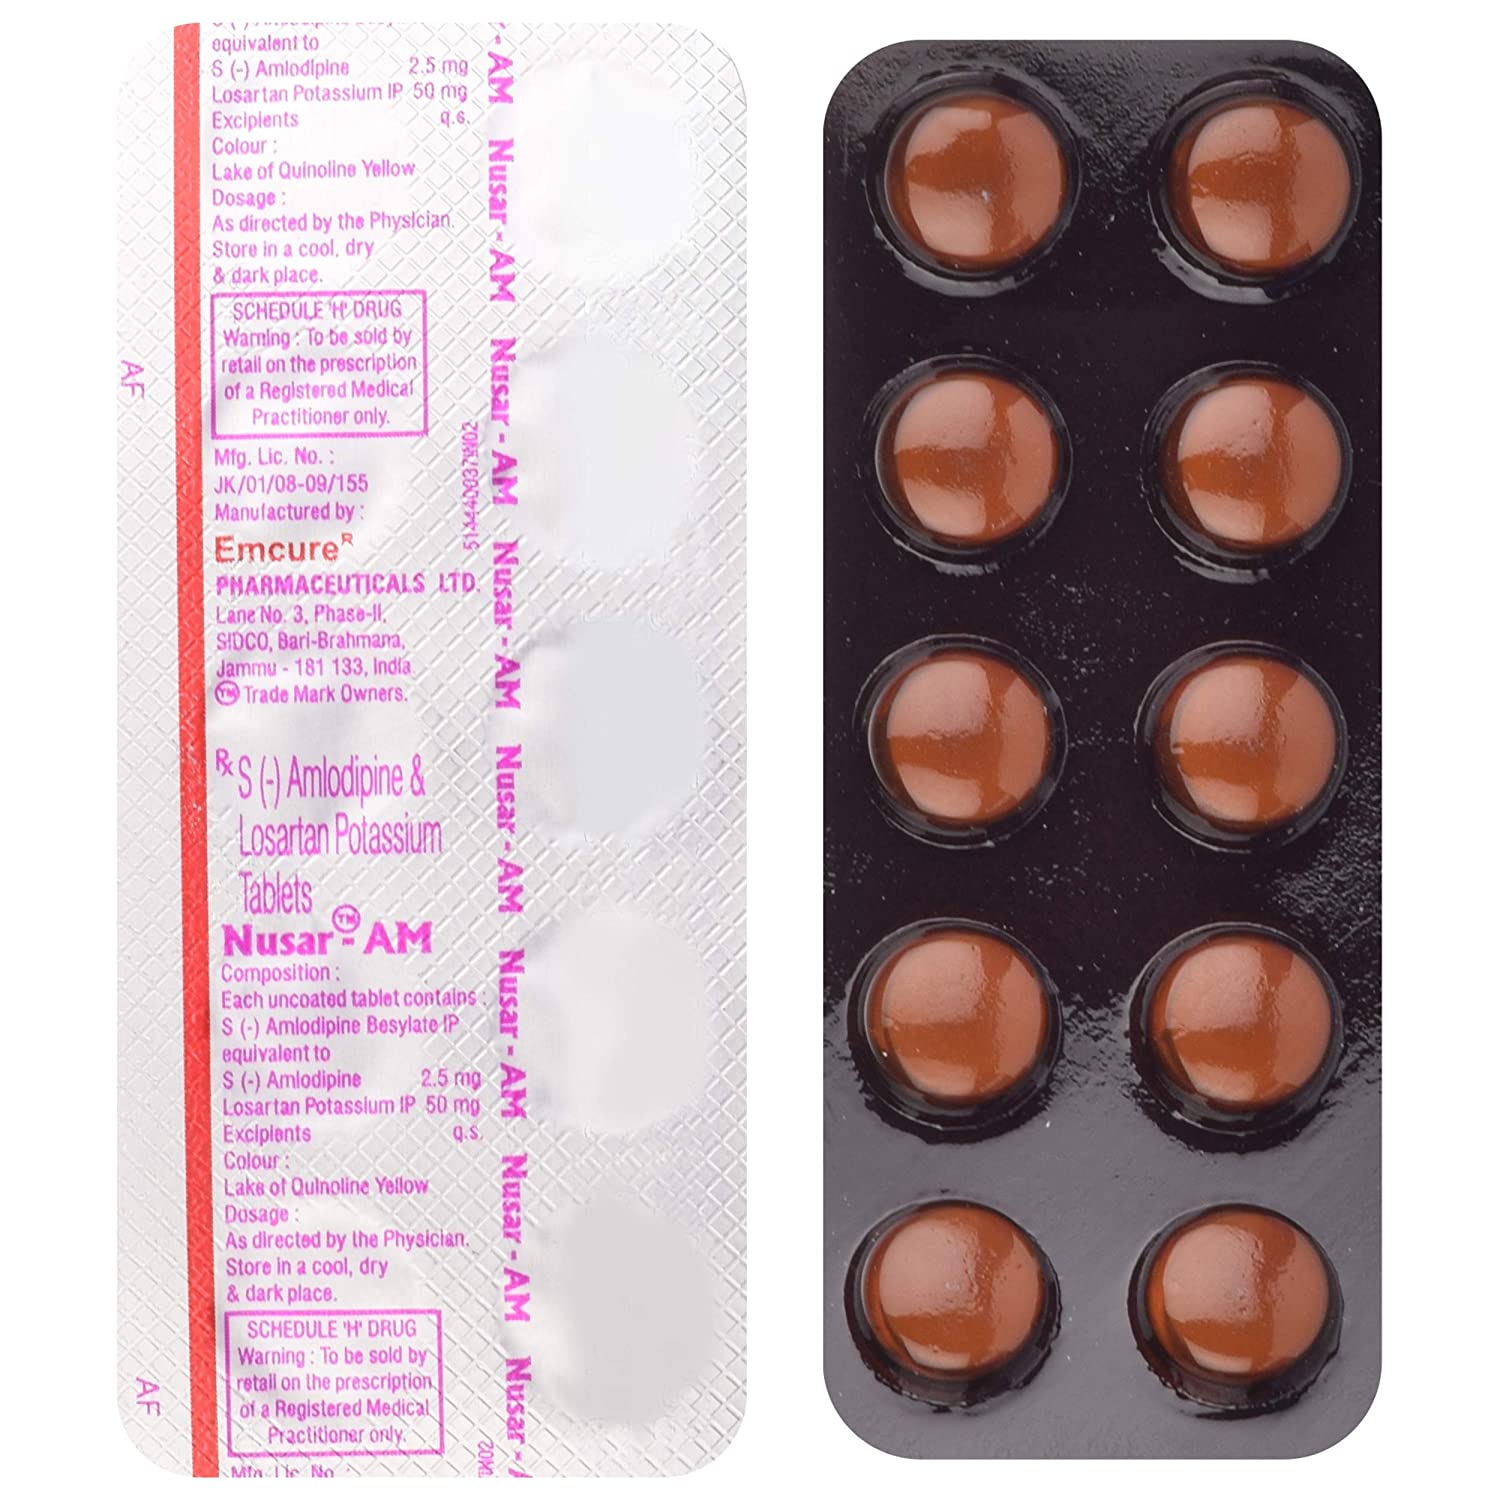 equivalent to
S (-) Amlodipine 2.5 mg
Losartan Potassium IP 50 mg
Excipients q.s.
Colour :
Lake of Quinoline Yellow
Dosage :
As directed by the Physician.
Store in a cool, dry
& dark place.
SCHEDULE 'H' DRUG
Warning : To be sold by
retail on the prescription
of a Registered Medical
Practitioner only.
Mfg. Lic. No. :
JK/01/08-09/155
Manufactured by :
Emcure R
PHARMACEUTICALS LTD.
Lane No. 3, Phase-II,
SIDCO, Bari-Brahmana,
Jammu - 181 133, India.
TM Trade Mark Owners.
Rx S (-) Amlodipine &
Losartan Potassium
Tablets
Nusar™-AM
Composition :
Each uncoated tablet contains :
S (-) Amlodipine Besylate IP
equivalent to
S (-) Amlodipine 2.5 mg
Losartan Potassium IP 50 mg
Excipients q.s.
Colour :
Lake of Quinoline Yellow
Dosage :
As directed by the Physician.
Store in a cool, dry
& dark place.
SCHEDULE 'H' DRUG
Warning : To be sold by
retail on the prescription
of a Registered Medical
Practitioner only.
Mfg. Lic. No.
- AM Nusar - AM Nusar - AM Nusar - AM Nusar - AM Nusar - AM Nusar - AM Nusar -
AF
AF